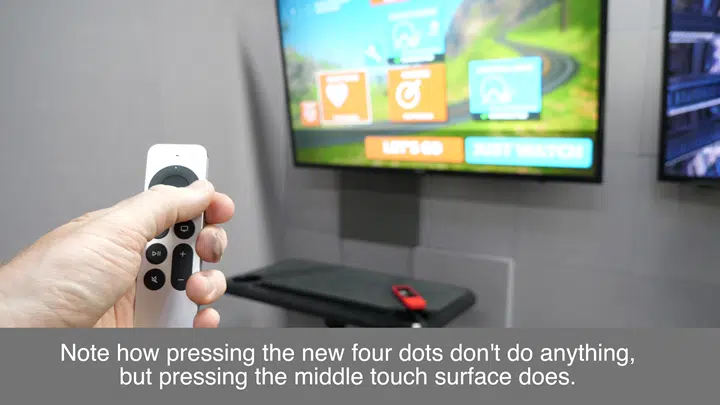 LET'S GO
JUST WATCH
Note how pressing the new four dots don't do anything,
but pressing the middle touch surface does.